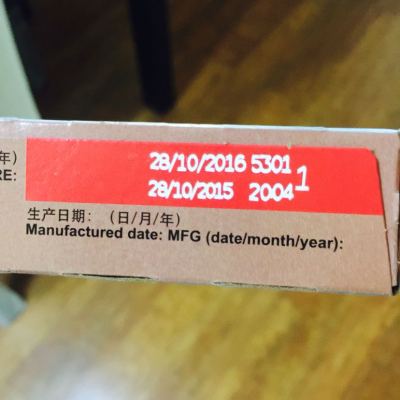 年）
RE: 28/10/2016 5301
28/10/2015 2004 1
生产日期：（日/月/年）
Manufactured date: MFG (date/month/year):